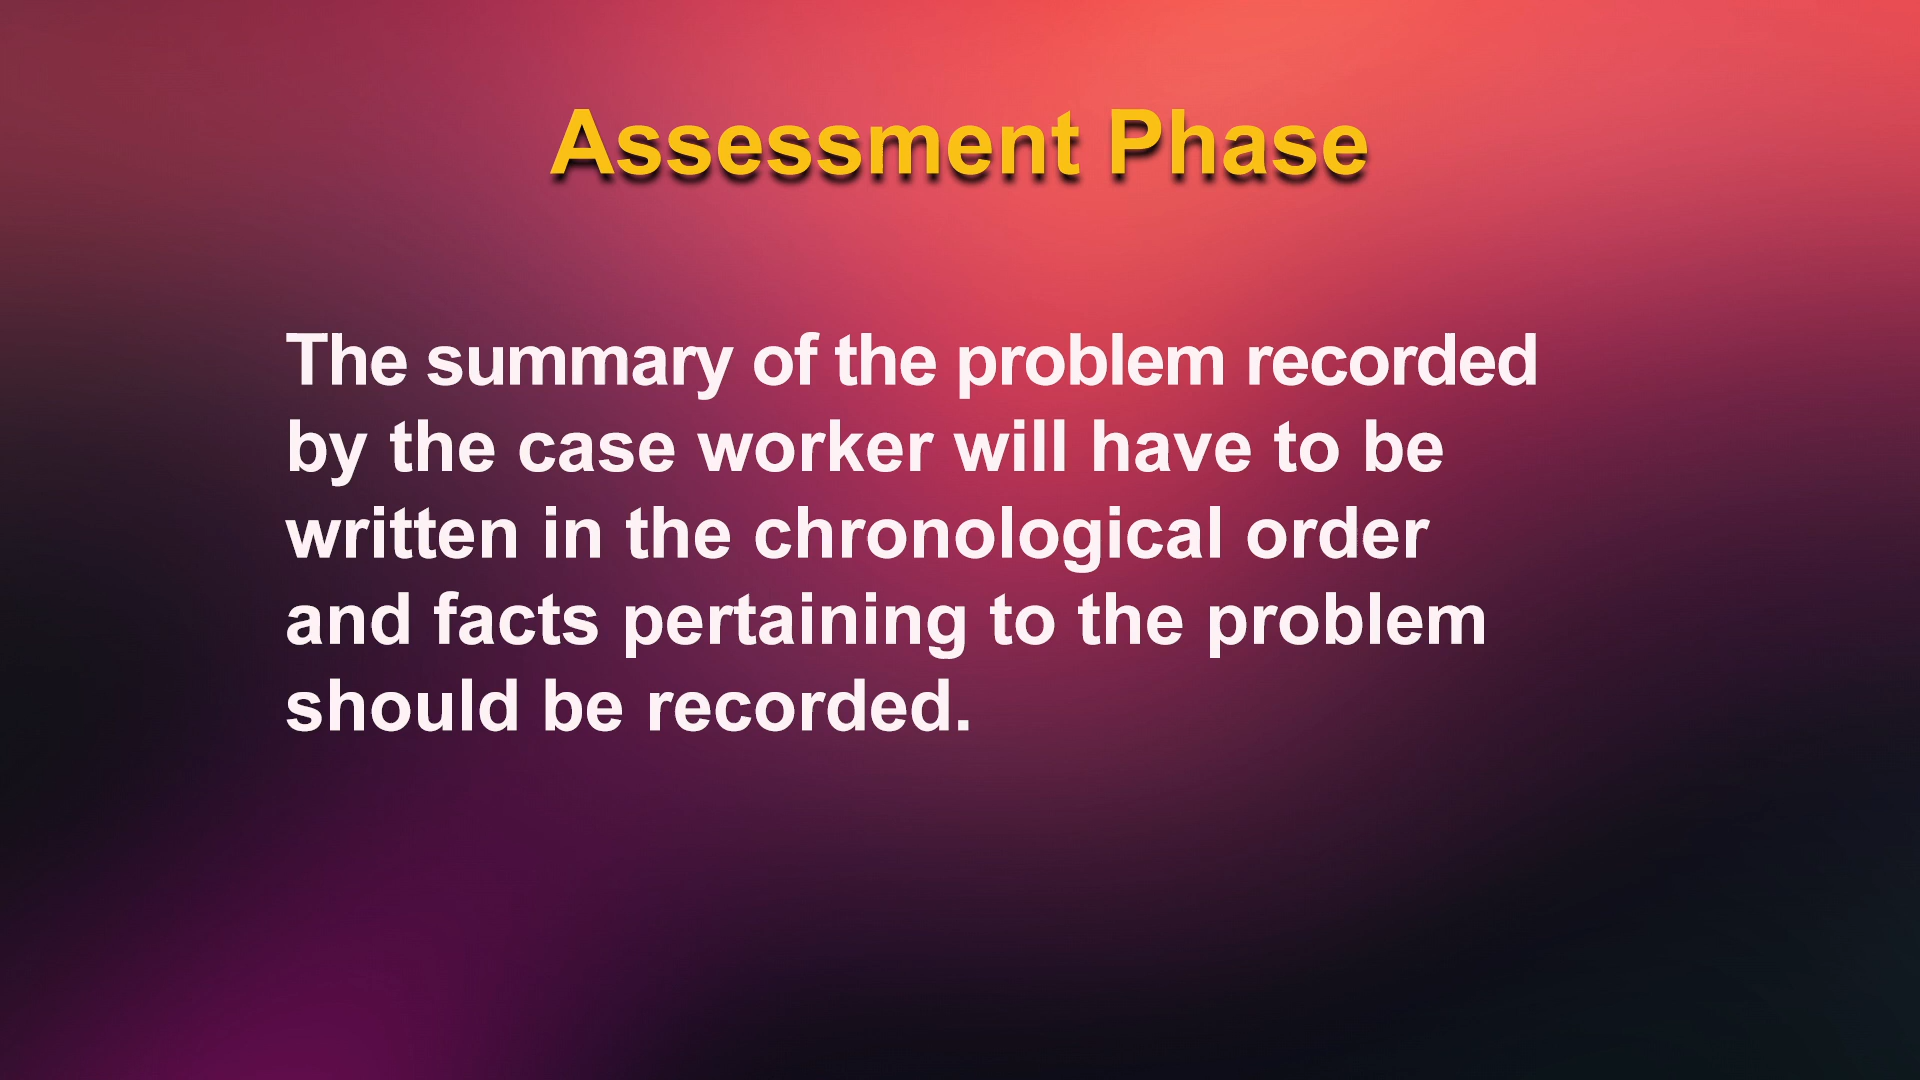 Assessment Phase
The summary of the problem recorded
by the case worker will have to be
written in the chronological order
and facts pertaining to the problem
should be recorded.